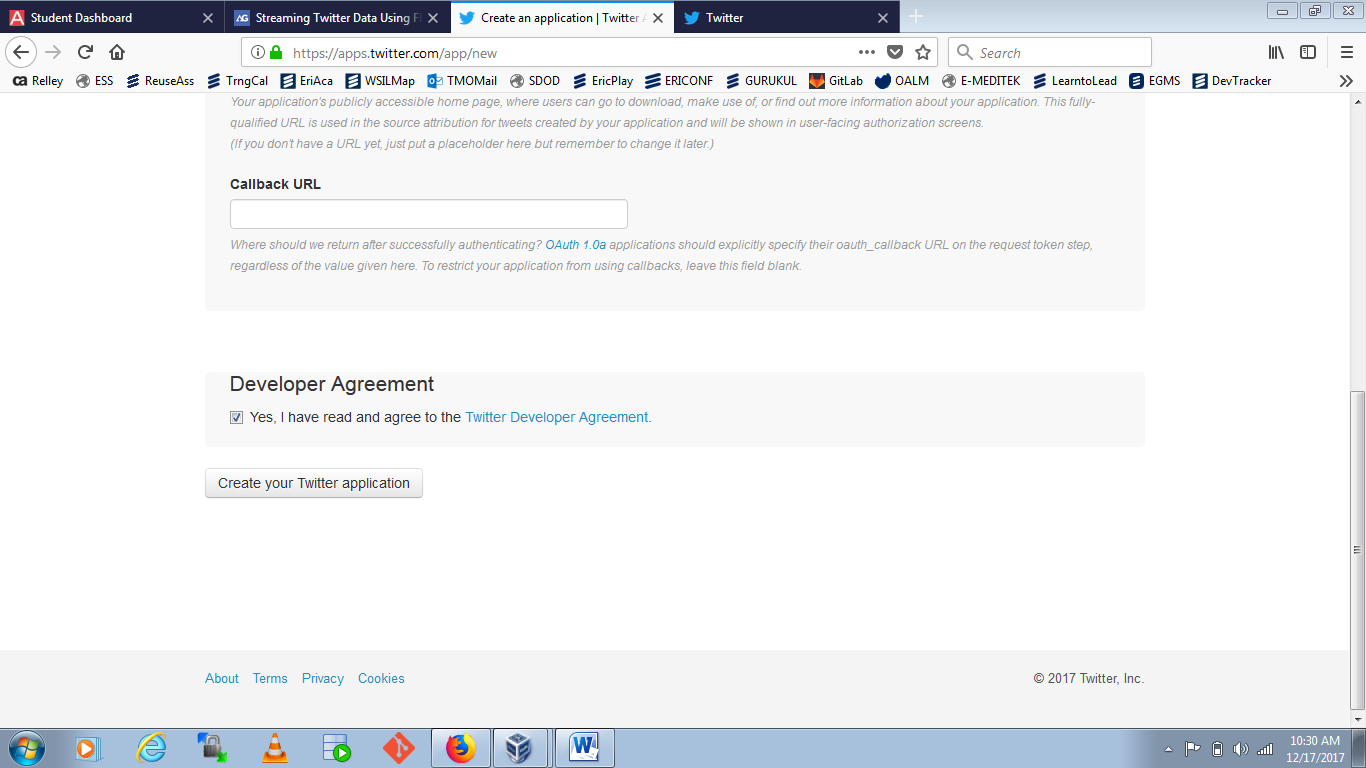 Student Dashboard
Streaming Twitter Data Using Fl
Create an application | Twitter A
Twitter
https://apps.twitter.com/app/new
Search
Relley ESS ReuseAss TrngCal EriAca WSILMap TMOMail SDOD EricPlay ERICONF GURUKUL GitLab OALM E-MEDITEK LearntoLead EGMS DevTracker
Your application's publicly accessible home page, where users can go to download, make use of, or find out more information about your application. This fully-
qualified URL is used in the source attribution for tweets created by your application and will be shown in user-facing authorization screens.
(If you don't have a URL yet, just put a placeholder here but remember to change it later.)
Callback URL
Where should we return after successfully authenticating? OAuth 1.0a applications should explicitly specify their oauth_callback URL on the request token step,
regardless of the value given here. To restrict your application from using callbacks, leave this field blank.
Developer Agreement
Yes, I have read and agree to the Twitter Developer Agreement.
Create your Twitter application
About Terms Privacy Cookies
© 2017 Twitter, Inc.
10:30 AM
12/17/2017